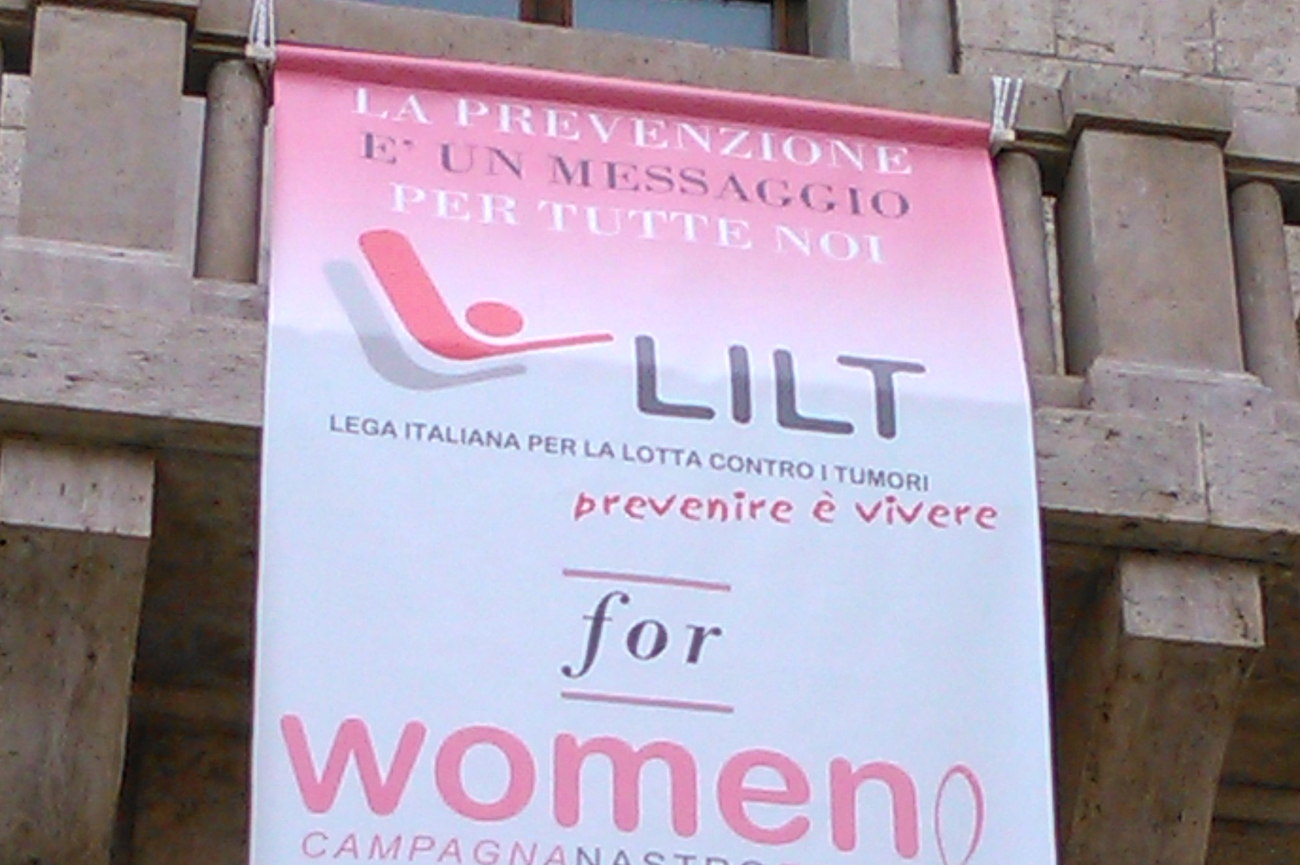 LA PREVENZIONE
E' UN MESSAGGIO
PER TUTTE NOI
LILT
LEGA ITALIANA PER LA LOTTA CONTRO I TUMORI
prevenire è vivere
for
women
CAMPAGNANASTRO